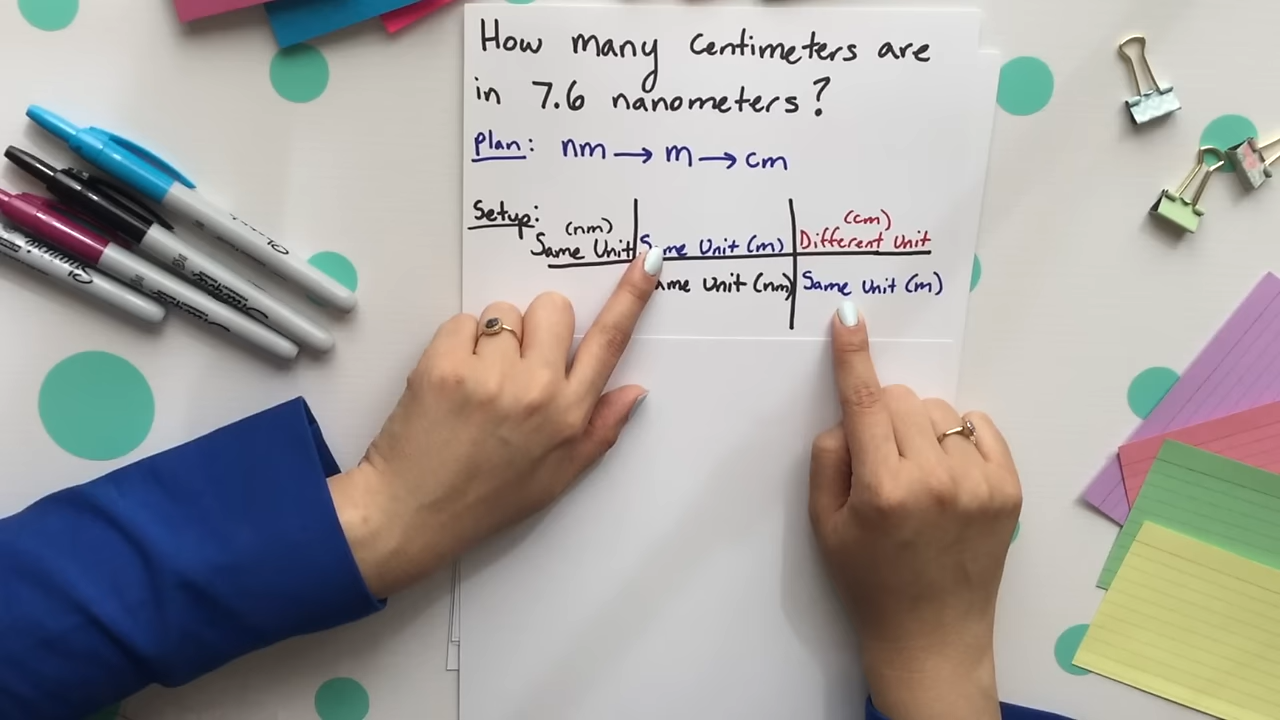 How many centimeters are
in 7.6 nanometers?
Plan: nm → m → cm
Setup:
(nm)
Same Unit
Same Unit (m)
(cm)
Different Unit
Same Unit (nm)
Same Unit (m)